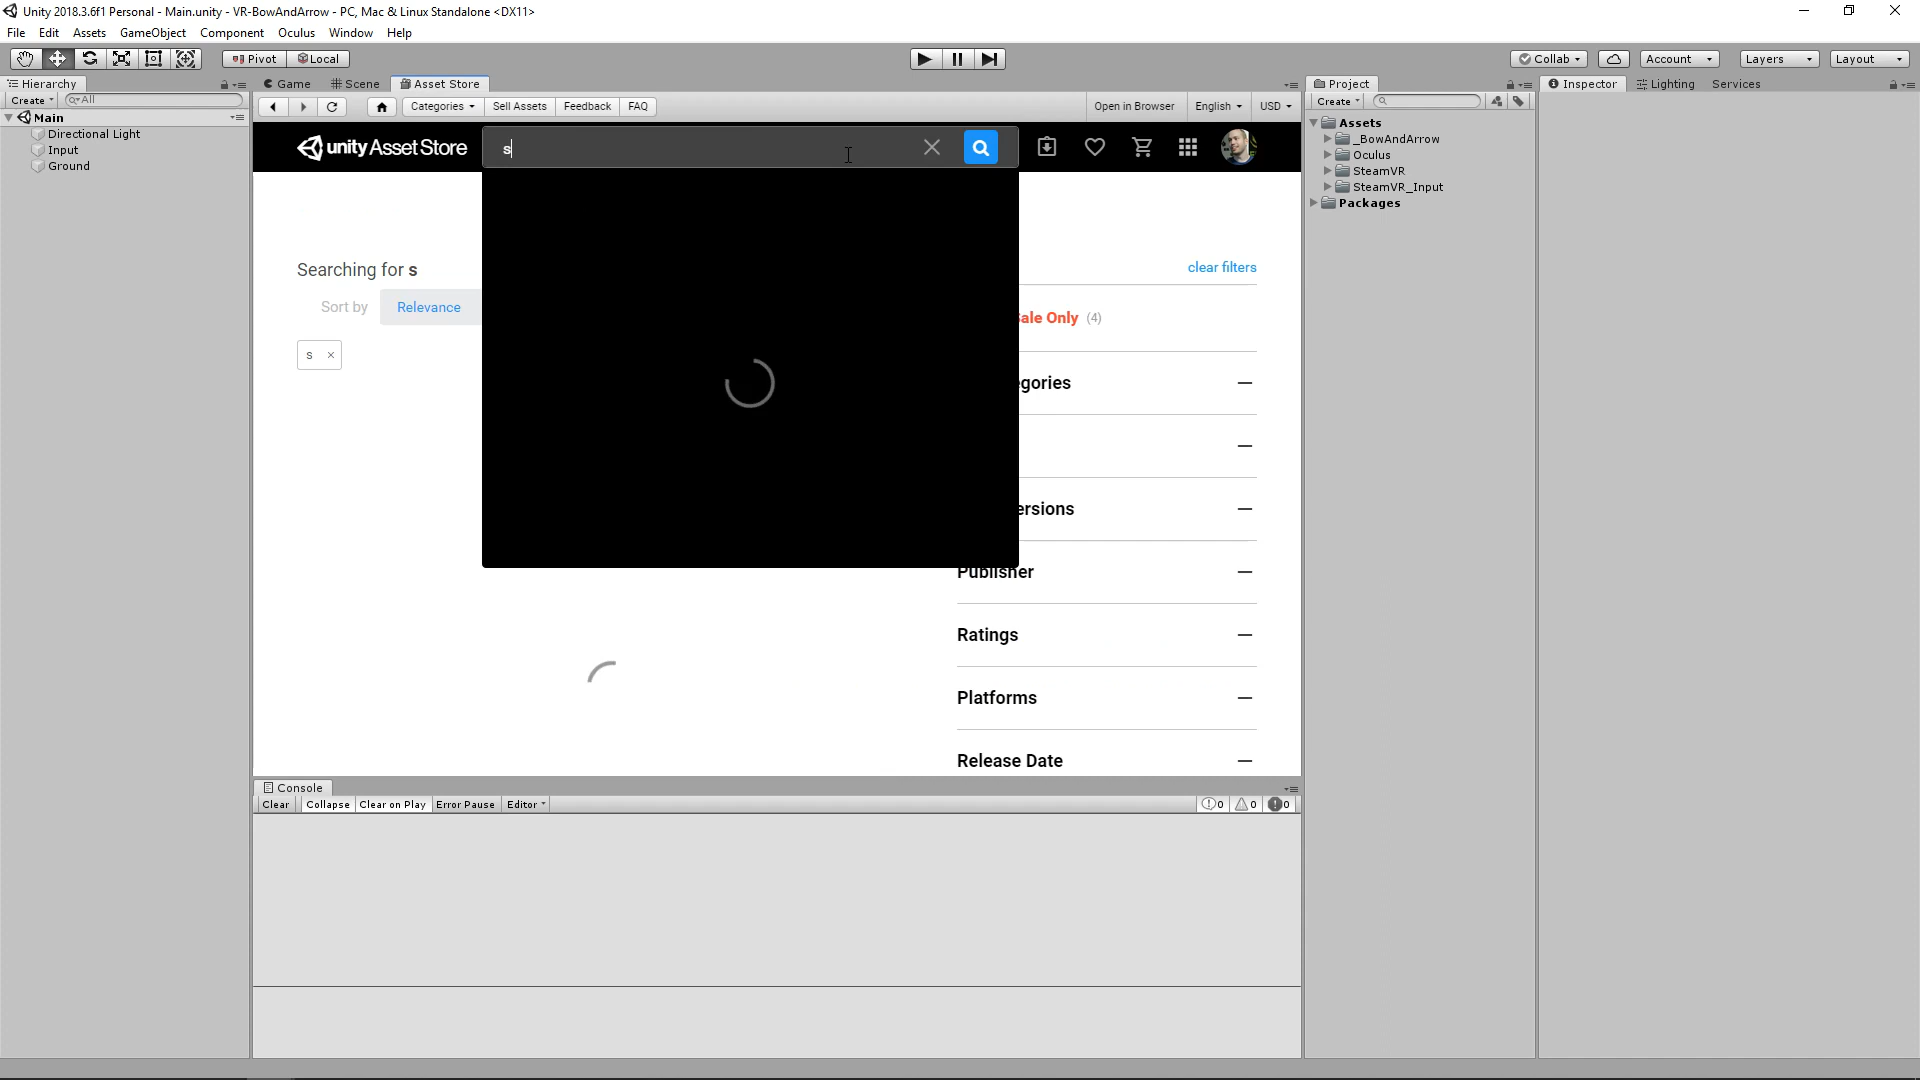 Unity 2018.3.6f1 Personal - Main.unity - VR-BowAndArrow - PC, Mac & Linux Standalone <DX11>
File Edit Assets GameObject Component Oculus Window Help
Pivot Local
Collab Account Layers Layout
Hierarchy
Create All
Main
Directional Light
Input
Ground
Game Scene Asset Store
Categories Sell Assets Feedback FAQ Open in Browser English USD
unity Asset Store
s
Searching for s
clear filters
Sort by Relevance
ale Only (4)
s
egories
ersions
Publisher
Ratings
Platforms
Release Date
Console
Clear Collapse Clear on Play Error Pause Editor 0 0 0
Project
Create
Assets
_BowAndArrow
Oculus
SteamVR
SteamVR_Input
Packages
Inspector Lighting Services